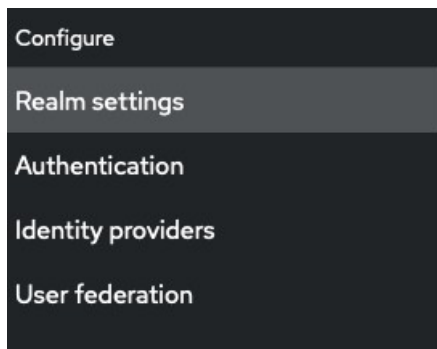 Configure
Realm settings
Authentication
Identity providers
User federation